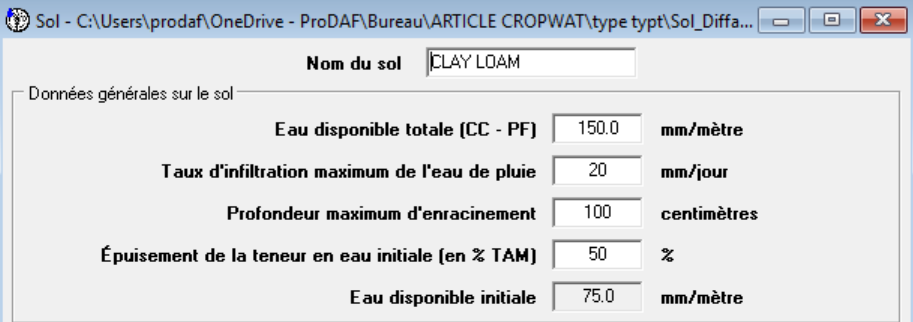 Sol - C:\Users\prodaf\OneDrive - ProDAF\Bureau\ARTICLE CROPWAT\type typt\Sol_Diffa...
Nom du sol CLAY LOAM
Données générales sur le sol
Eau disponible totale (CC - PF) 150.0 mm/mètre
Taux d'infiltration maximum de l'eau de pluie 20 mm/jour
Profondeur maximum d'enracinement 100 centimètres
Épuisement de la teneur en eau initiale (en % TAM) 50 %
Eau disponible initiale 75.0 mm/mètre